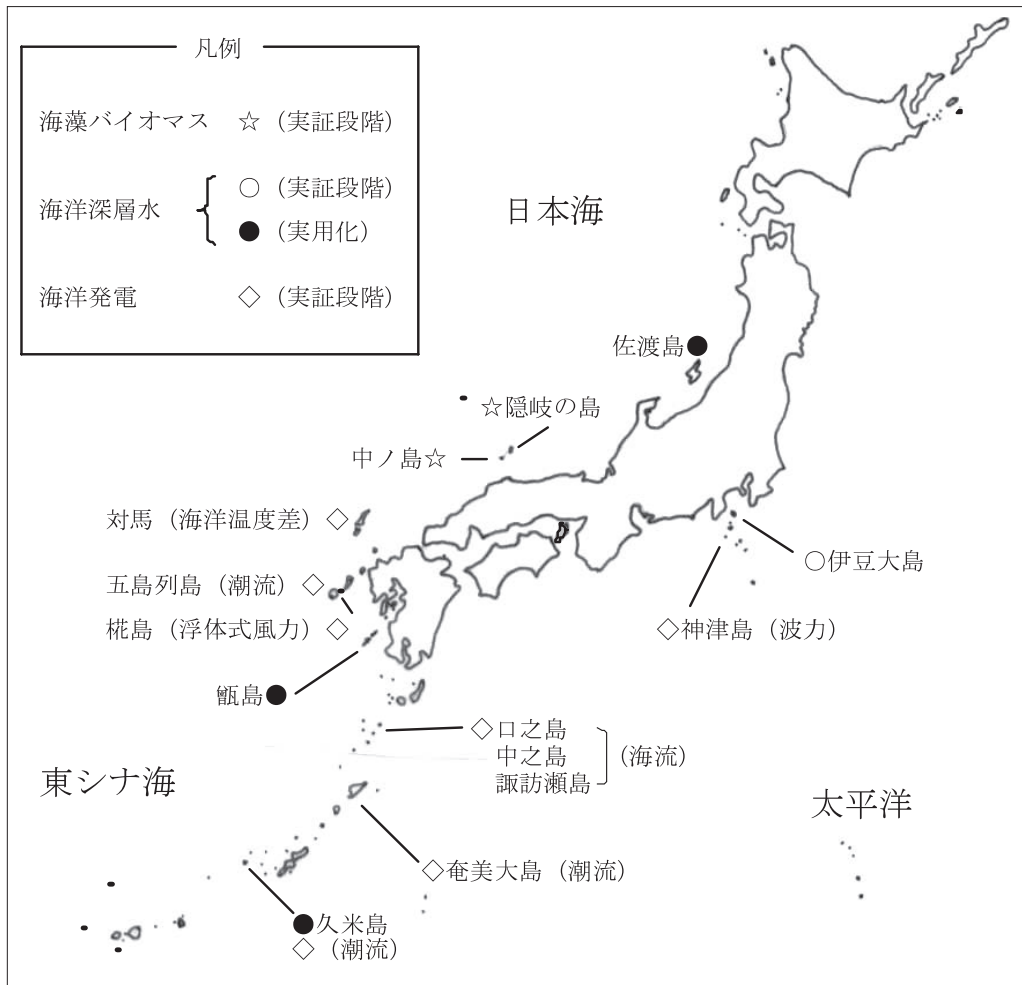 凡例
海藻バイオマス ☆（実証段階）
海洋深層水 ○（実証段階）
●（実用化）
海洋発電 ◇（実証段階）
日本海
佐渡島●
☆隠岐の島
中ノ島☆
対馬（海洋温度差）◇
○伊豆大島
五島列島（潮流）◇
椛島（浮体式風力）◇
◇神津島（波力）
甑島●
◇口之島
中之島
諏訪瀬島
（海流）
東シナ海
太平洋
◇奄美大島（潮流）
●久米島
◇（潮流）